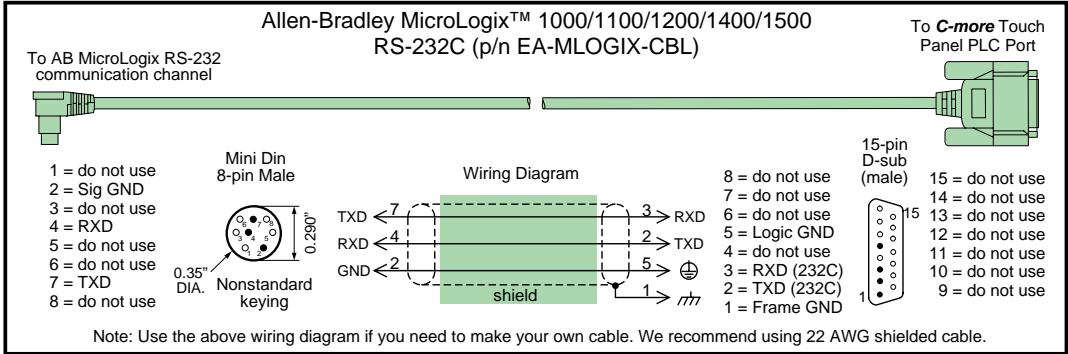 Allen-Bradley MicroLogix™ 1000/1100/1200/1400/1500
RS-232C (p/n EA-MLOGIX-CBL)
To AB MicroLogix RS-232
communication channel
To C-more Touch
Panel PLC Port
1 = do not use
2 = Sig GND
3 = do not use
4 = RXD
5 = do not use
6 = do not use
7 = TXD
8 = do not use
Mini Din
8-pin Male
6 7 8
3 4 5
1 2
0.290"
0.35"
DIA.
Nonstandard
keying
Wiring Diagram
TXD 7 3 RXD
RXD 4 2 TXD
GND 2 5
1
shield
8 = do not use
7 = do not use
6 = do not use
5 = Logic GND
4 = do not use
3 = RXD (232C)
2 = TXD (232C)
1 = Frame GND
15-pin
D-sub
(male)
15
1
15 = do not use
14 = do not use
13 = do not use
12 = do not use
11 = do not use
10 = do not use
9 = do not use
Note: Use the above wiring diagram if you need to make your own cable. We recommend using 22 AWG shielded cable.